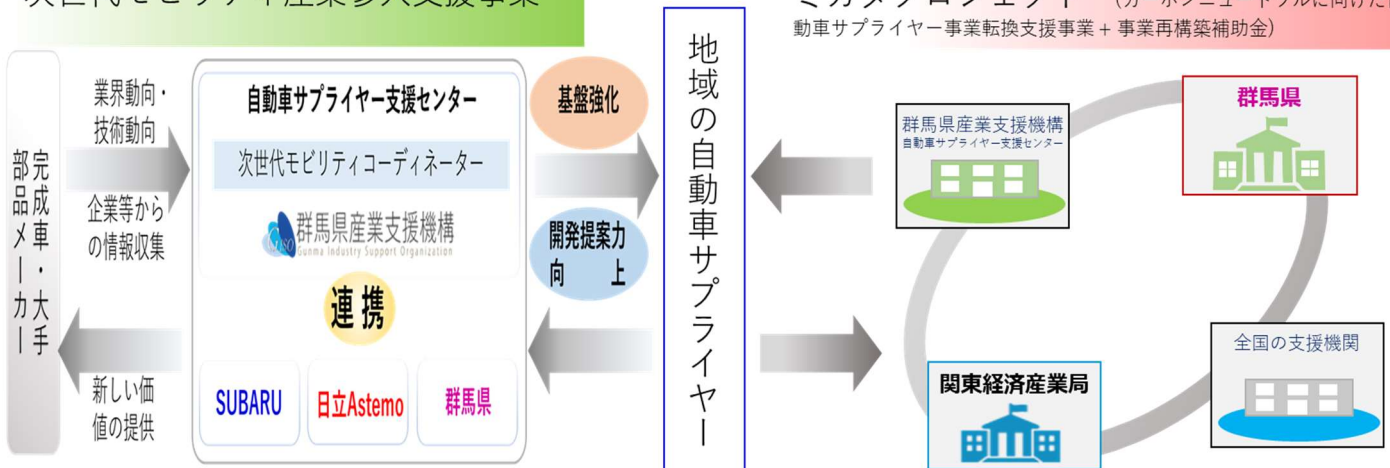 次世代モビリティ産業参入支援事業
ミカタプロジェクト
動車サプライヤー事業転換支援事業+事業再構築補助金)
完成車・大手
部品メーカー
業界動向・
技術動向
企業等から
の情報収集
新しい価
値の提供
自動車サプライヤー支援センター
次世代モビリティコーディネーター
群馬県産業支援機構
Gunma Industry Support Organization
連携
SUBARU
日立Astemo
群馬県
基盤強化
開発提案力
向 上
地域の自動車サプライヤー
群馬県産業支援機構
自動車サプライヤー支援センター
群馬県
関東経済産業局
全国の支援機関